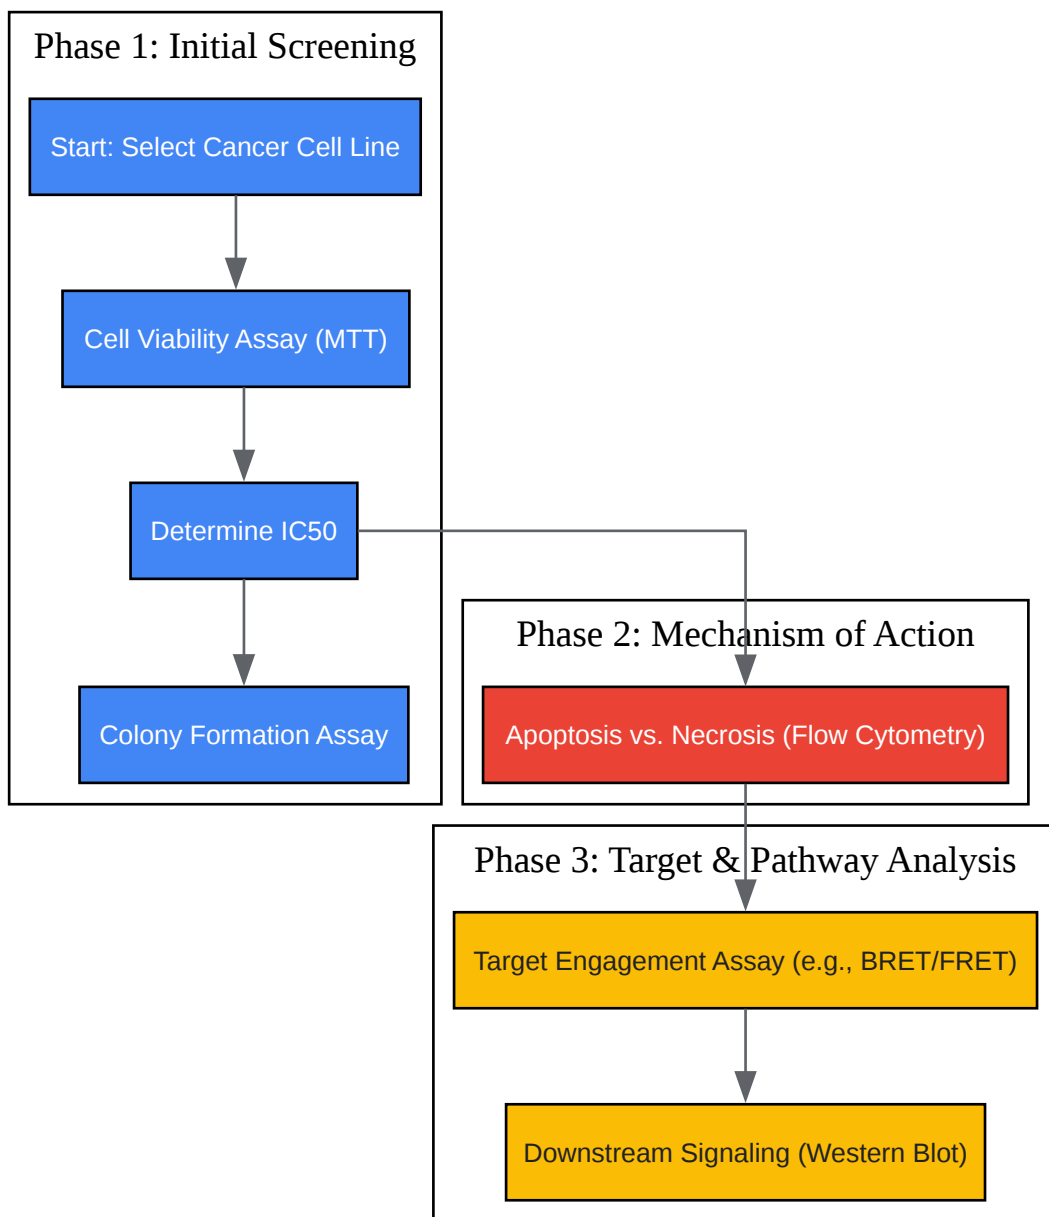 Phase 1: Initial Screening
Start: Select Cancer Cell Line
Cell Viability Assay (MTT)
Determine IC50
Colony Formation Assay
Phase 2: Mechanism of Action
Apoptosis vs. Necrosis (Flow Cytometry)
Phase 3: Target & Pathway Analysis
Target Engagement Assay (e.g., BRET/FRET)
Downstream Signaling (Western Blot)